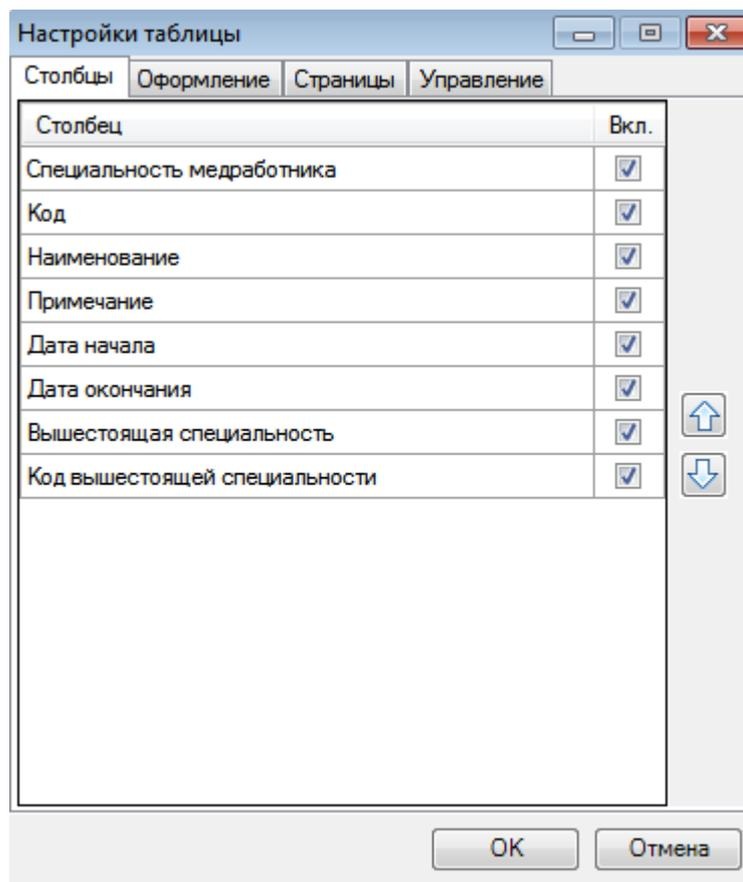 Настройки таблицы
Столбцы Оформление Страницы Управление
Столбец Вкл.
Специальность медработника
Код
Наименование
Примечание
Дата начала
Дата окончания
Вышестоящая специальность
Код вышестоящей специальности
OK Отмена